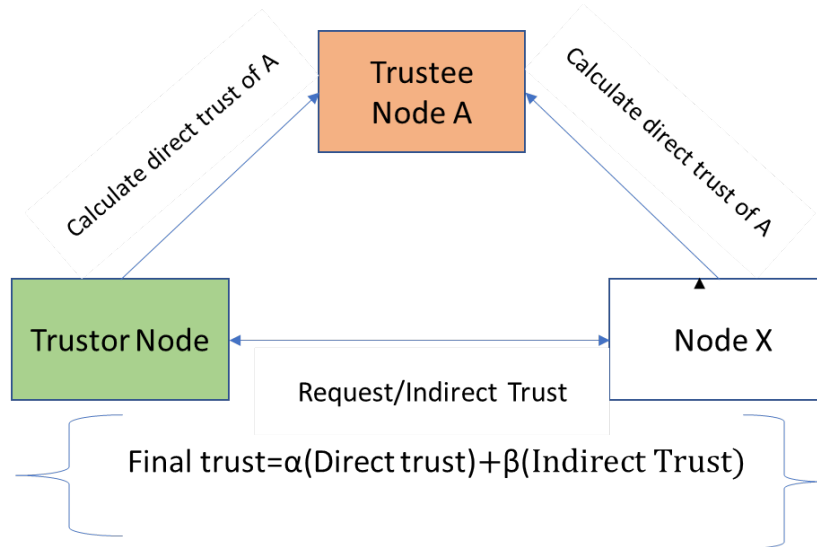 Trustee
Node A
Calculate direct trust of A
Calculate direct trust of A
Trustor Node
Node X
Request/Indirect Trust
Final trust=α(Direct trust)+β(Indirect Trust)